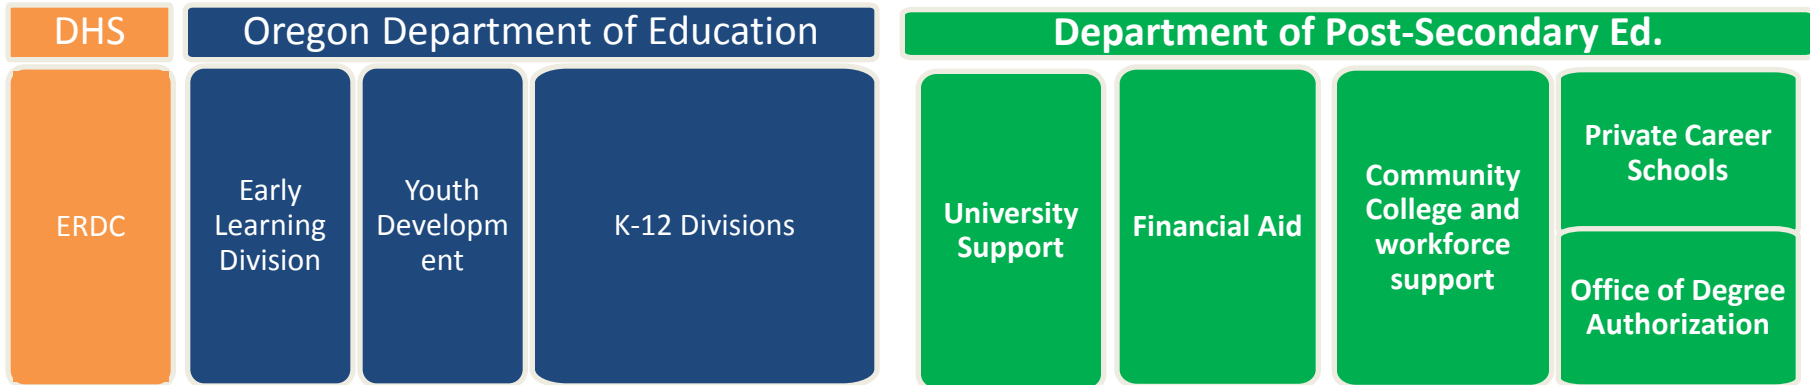 DHS
Oregon Department of Education
Department of Post-Secondary Ed.
ERDC
Early
Learning
Division
Youth
Developm
ent
K-12 Divisions
University
Support
Financial Aid
Community
College and
workforce
support
Private Career
Schools
Office of Degree
Authorization